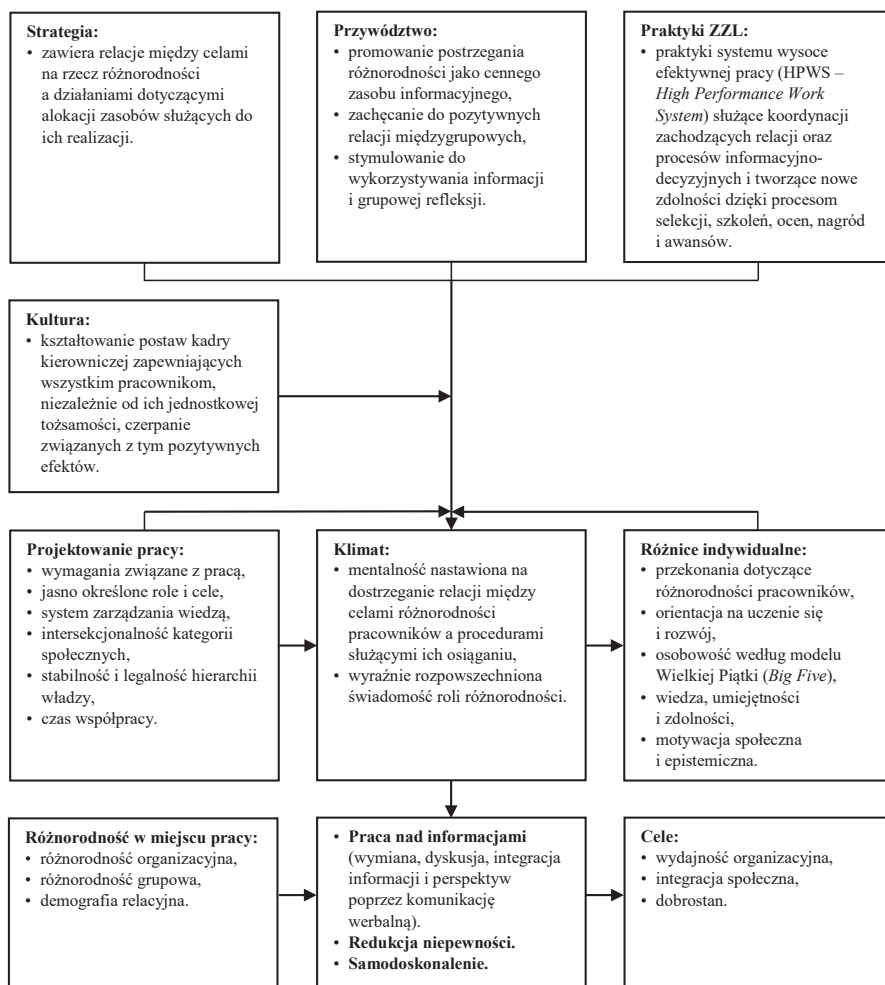 Strategia:
• zawiera relacje między celami
na rzecz różnorodności
a działaniami dotyczącymi
alokacji zasobów służących do
ich realizacji.
Przywództwo:
• promowanie postrzegania
różnorodności jako cennego
zasobu informacyjnego,
• zachęcanie do pozytywnych
relacji międzygrupowych,
• stymulowanie do
wykorzystywania informacji
i grupowej refleksji.
Praktyki ZZL:
• praktyki systemu wysoce
efektywnej pracy (HPWS –
High Performance Work
System) służące koordynacji
zachodzących relacji oraz
procesów informacyjno-
decyzyjnych i tworzące nowe
zdolności dzięki procesom
selekcji, szkoleń, ocen, nagród
i awansów.
Kultura:
• kształtowanie postaw kadry
kierowniczej zapewniających
wszystkim pracownikom,
niezależnie od ich jednostkowej
tożsamości, czerpanie
związanych z tym pozytywnych
efektów.
Projektowanie pracy:
• wymagania związane z pracą,
• jasno określone role i cele,
• system zarządzania wiedzą,
• intersekcjonalność kategorii
społecznych,
• stabilność i legalność hierarchii
władzy,
• czas współpracy.
Klimat:
• mentalność nastawiona na
dostrzeganie relacji między
celami różnorodności
pracowników a procedurami
służącymi ich osiąganiu,
• wyraźnie rozpowszechniona
świadomość roli różnorodności.
Różnice indywidualne:
• przekonania dotyczące
różnorodności pracowników,
• orientacja na uczenie się
i rozwój,
• osobowość według modelu
Wielkiej Piątki (Big Five),
• wiedza, umiejętności
i zdolności,
• motywacja społeczna
i epistemiczna.
Różnorodność w miejscu pracy:
• różnorodność organizacyjna,
• różnorodność grupowa,
• demografia relacyjna.
• Praca nad informacjami
(wymiana, dyskusja, integracja
informacji i perspektyw
poprzez komunikację
werbalną).
• Redukcja niepewności.
• Samodoskonalenie.
Cele:
• wydajność organizacyjna,
• integracja społeczna,
• dobrostan.